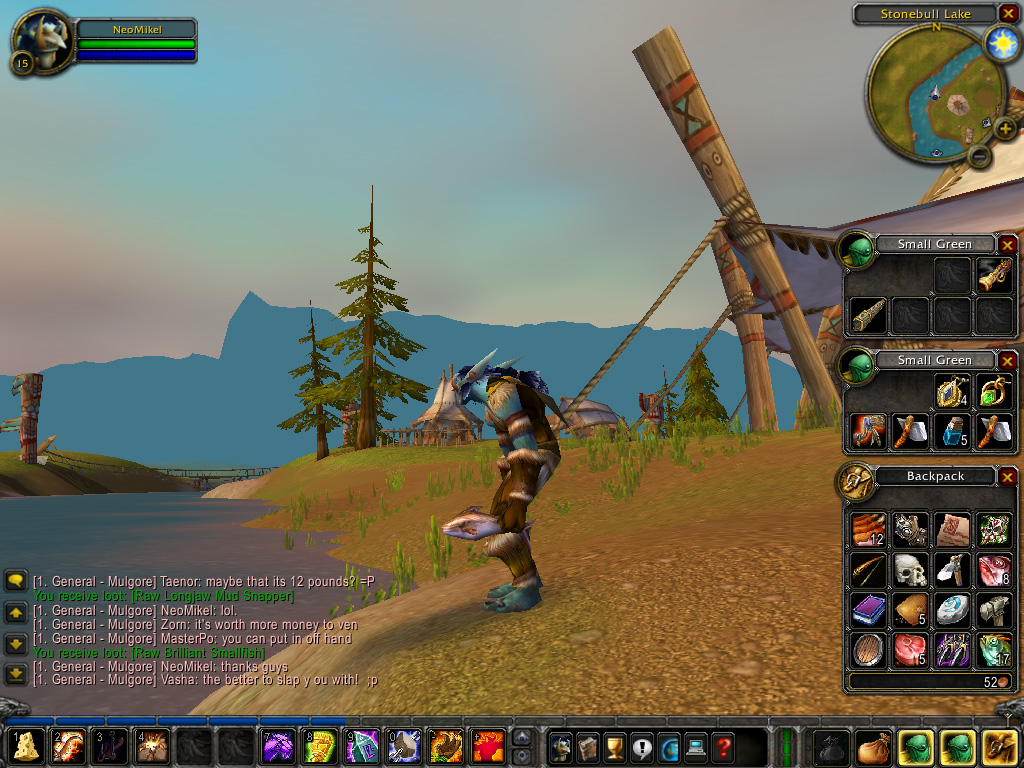 NeoMikel
15
Stonebull Lake
N
Small Green
Small Green
4
5
Backpack
12
8
5
5
17
52
[1. General - Mulgore] Taenor: maybe that its 12 pounds? =P
You receive loot: [Raw Longjaw Mud Snapper]
[1. General - Mulgore] NeoMikel: lol.
[1. General - Mulgore] Zorn: it's worth more money to ven
[1. General - Mulgore] MasterPo: you can put in off hand
You receive loot: [Raw Brilliant Smallfish]
[1. General - Mulgore] NeoMikel: thanks guys
[1. General - Mulgore] Vasha: the better to slap y ou with!  ;p
1 2 3 4 7 8 9 0 - =